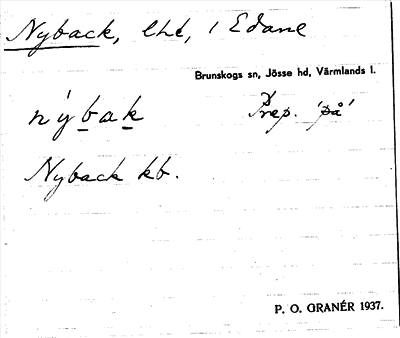 Nyback, lht, i Edane
Brunskogs sn, Jösse hd, Värmlands l.
nýbak Prep. 'på'
Nyback kb.
P. O. GRANÉR 1937.